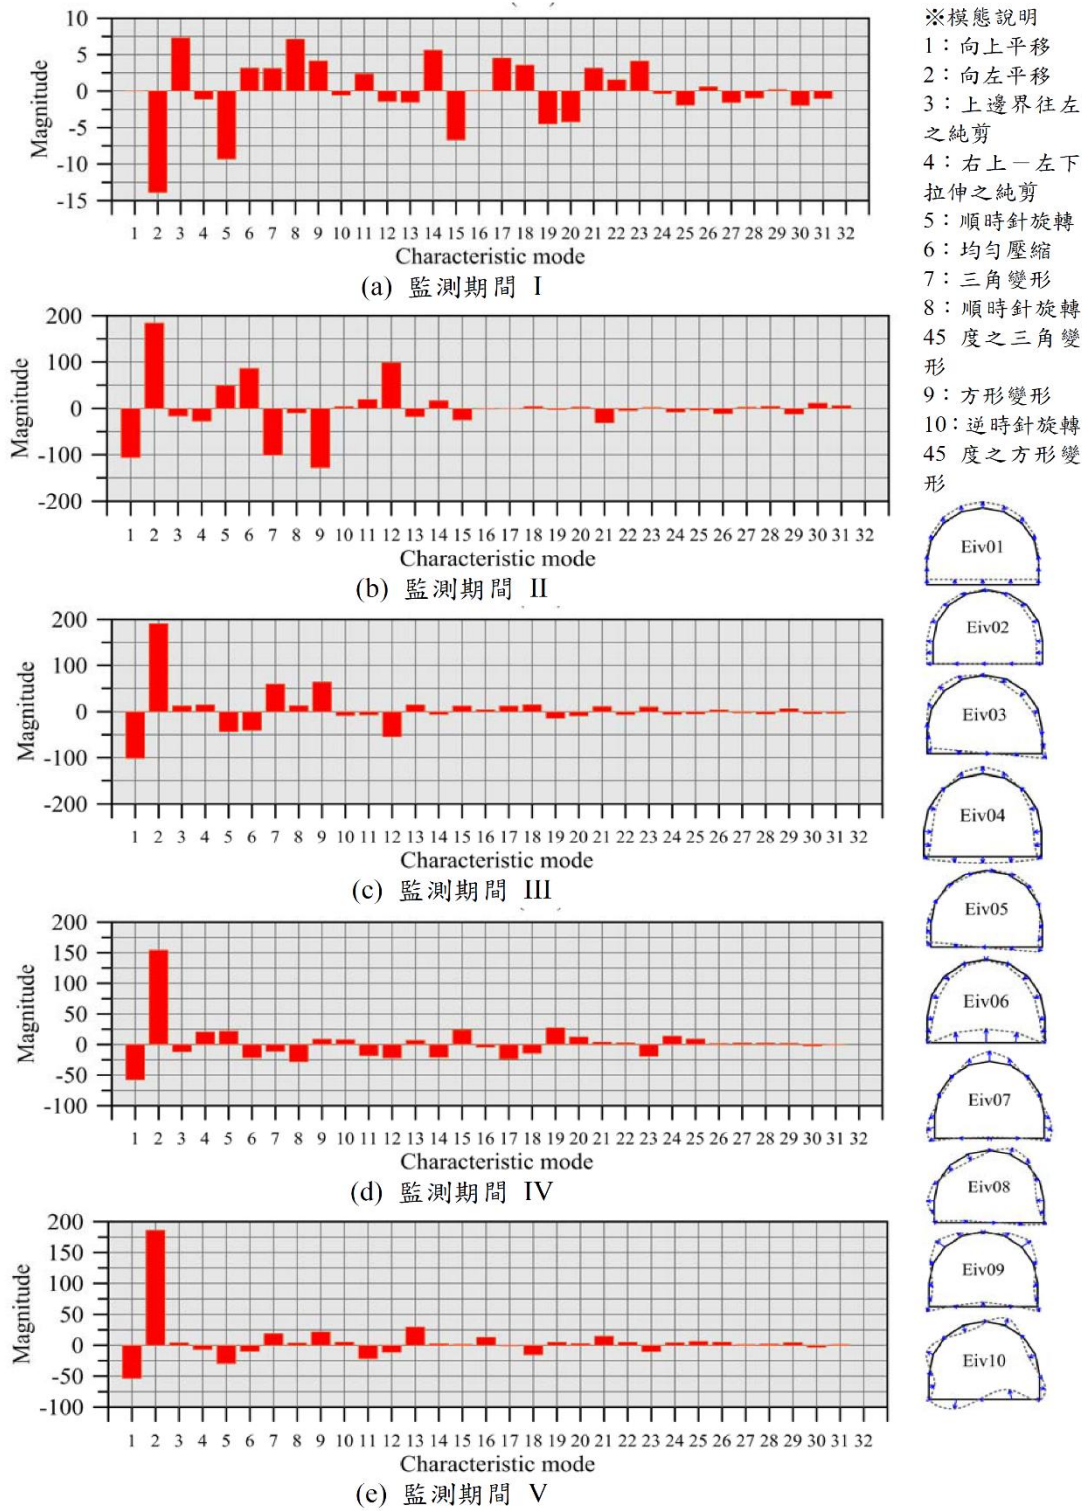 10
5
0
-5
-10
-15
Magnitude
1 2 3 4 5 6 7 8 9 10 11 12 13 14 15 16 17 18 19 20 21 22 23 24 25 26 27 28 29 30 31 32
Characteristic mode
(a) 監測期間 I
200
100
0
-100
-200
Magnitude
1 2 3 4 5 6 7 8 9 10 11 12 13 14 15 16 17 18 19 20 21 22 23 24 25 26 27 28 29 30 31 32
Characteristic mode
(b) 監測期間 II
200
100
0
-100
-200
Magnitude
1 2 3 4 5 6 7 8 9 10 11 12 13 14 15 16 17 18 19 20 21 22 23 24 25 26 27 28 29 30 31 32
Characteristic mode
(c) 監測期間 III
200
150
100
50
0
-50
-100
Magnitude
1 2 3 4 5 6 7 8 9 10 11 12 13 14 15 16 17 18 19 20 21 22 23 24 25 26 27 28 29 30 31 32
Characteristic mode
(d) 監測期間 IV
200
150
100
50
0
-50
-100
Magnitude
1 2 3 4 5 6 7 8 9 10 11 12 13 14 15 16 17 18 19 20 21 22 23 24 25 26 27 28 29 30 31 32
Characteristic mode
(e) 監測期間 V
※模態說明
1：向上平移
2：向左平移
3：上邊界往左
之純剪
4：右上－左下
拉伸之純剪
5：順時針旋轉
6：均勻壓縮
7：三角變形
8：順時針旋轉
45 度之三角變
形
9：方形變形
10：逆時針旋轉
45 度之方形變
形
Eiv01
Eiv02
Eiv03
Eiv04
Eiv05
Eiv06
Eiv07
Eiv08
Eiv09
Eiv10